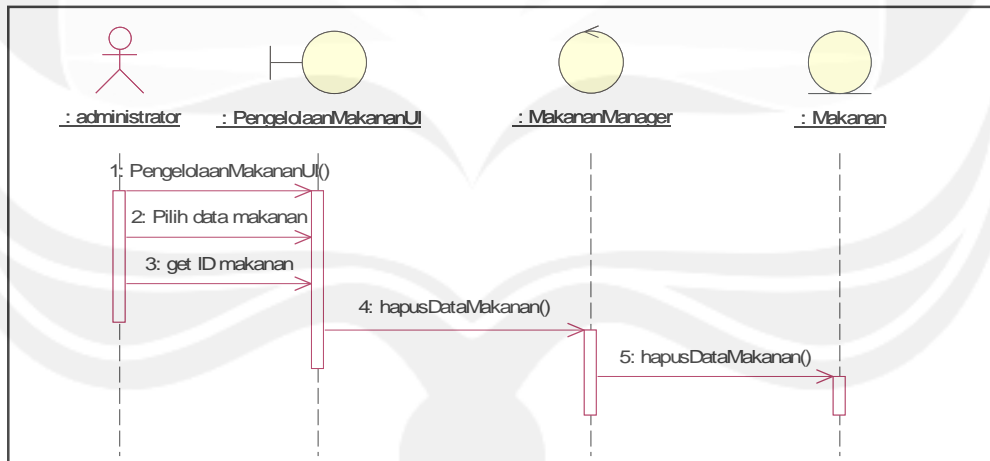 : administrator
: PengelolaanMakananUI
: MakananManager
: Makanan
1: PengelolaanMakananUI()
2: Pilih data makanan
3: get ID makanan
4: hapusDataMakanan()
5: hapusDataMakanan()